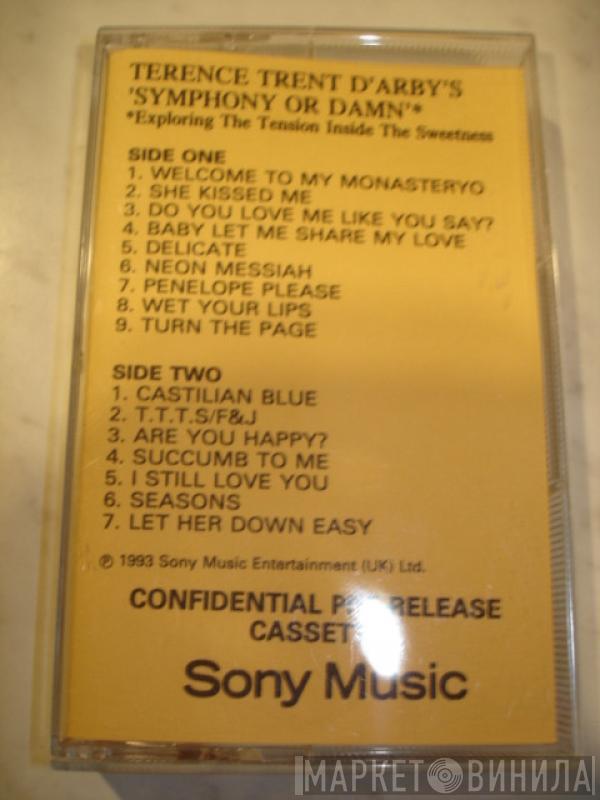 TERENCE TRENT D'ARBY'S
'SYMPHONY OR DAMN'*
*Exploring The Tension Inside The Sweetness
SIDE ONE
1. WELCOME TO MY MONASTERYO
2. SHE KISSED ME
3. DO YOU LOVE ME LIKE YOU SAY?
4. BABY LET ME SHARE MY LOVE
5. DELICATE
6. NEON MESSIAH
7. PENELOPE PLEASE
8. WET YOUR LIPS
9. TURN THE PAGE
SIDE TWO
1. CASTILIAN BLUE
2. T.T.T.S/F&J
3. ARE YOU HAPPY?
4. SUCCUMB TO ME
5. I STILL LOVE YOU
6. SEASONS
7. LET HER DOWN EASY
℗ 1993 Sony Music Entertainment (UK) Ltd.
CONFIDENTIAL PRE-RELEASE
CASSETTE
Sony Music
МАРКЕТ ВИНИЛА